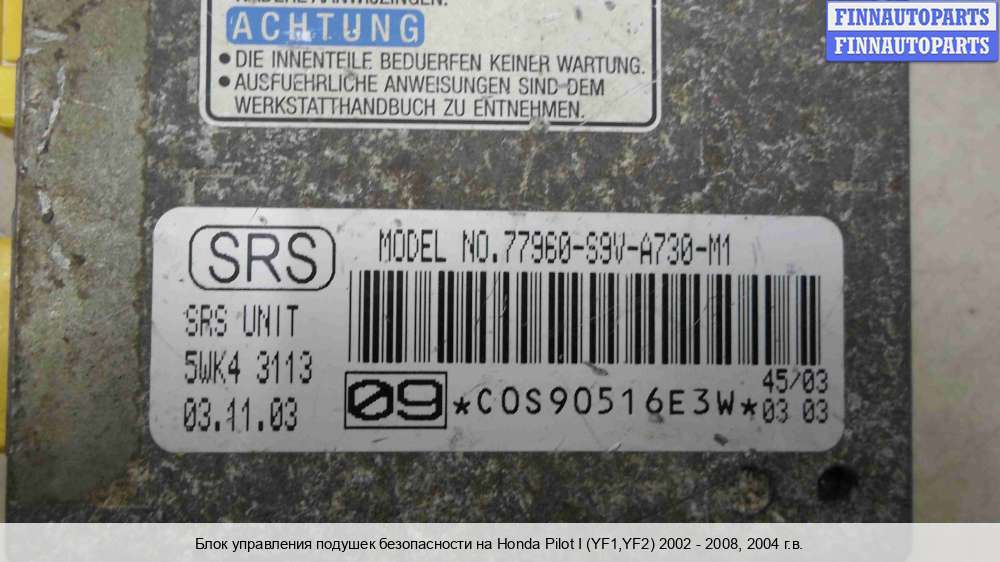 ACHTUNG
• DIE INNENTEILE BEDUERFEN KEINER WARTUNG.
• AUSFUEHRLICHE ANWEISUNGEN SIND DEM
WERKSTATTHANDBUCH ZU ENTNEHMEN.
FINNAUTOPARTS
FINNAUTOPARTS
SRS
MODEL NO.77960-S9V-A730-M1
SRS UNIT
5WK4 3113
03.11.03
09
*C0S90516E3W*
45/03
03 03
Блок управления подушек безопасности на Honda Pilot I (YF1,YF2) 2002 - 2008, 2004 г.в.